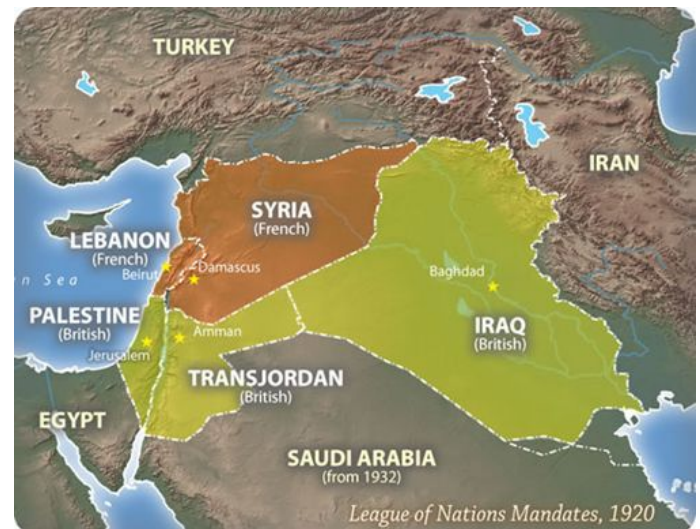 TURKEY
IRAN
SYRIA
(French)
LEBANON
(French)
Beirut
Damascus
Baghdad
n Sea
PALESTINE
(British)
Amman
Jerusalem
IRAQ
(British)
TRANSJORDAN
(British)
EGYPT
SAUDI ARABIA
(from 1932)
League of Nations Mandates, 1920